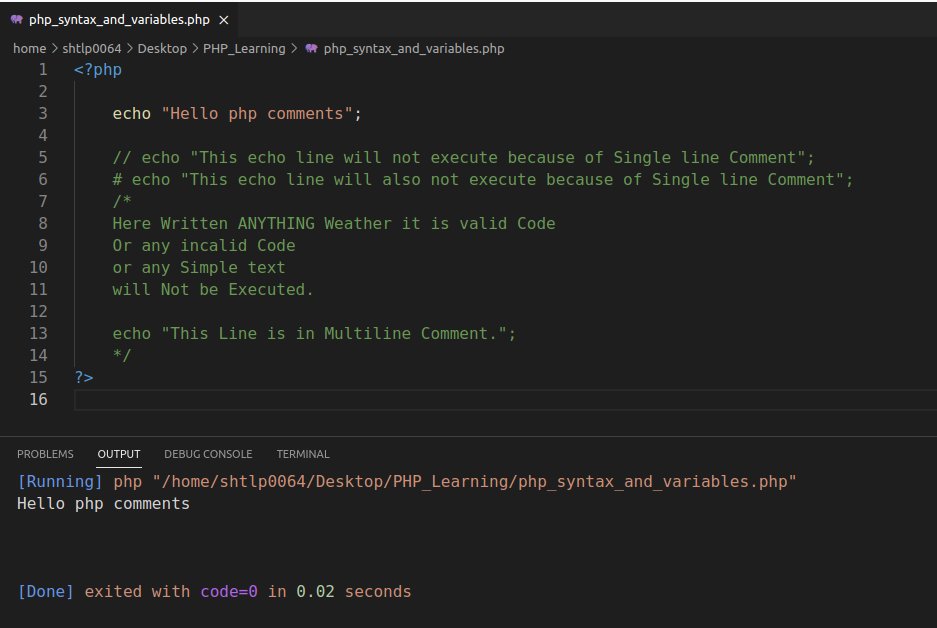 php_syntax_and_variables.php ×
home > shtlp0064 > Desktop > PHP_Learning > php_syntax_and_variables.php
1 <?php
2
3 echo "Hello php comments";
4
5 // echo "This echo line will not execute because of Single line Comment";
6 # echo "This echo line will also not execute because of Single line Comment";
7 /*
8 Here Written ANYTHING Weather it is valid Code
9 Or any incalid Code
10 or any Simple text
11 will Not be Executed.
12
13 echo "This Line is in Multiline Comment.";
14 */
15 ?>
16
PROBLEMS OUTPUT DEBUG CONSOLE TERMINAL
[Running] php "/home/shtlp0064/Desktop/PHP_Learning/php_syntax_and_variables.php"
Hello php comments
[Done] exited with code=0 in 0.02 seconds